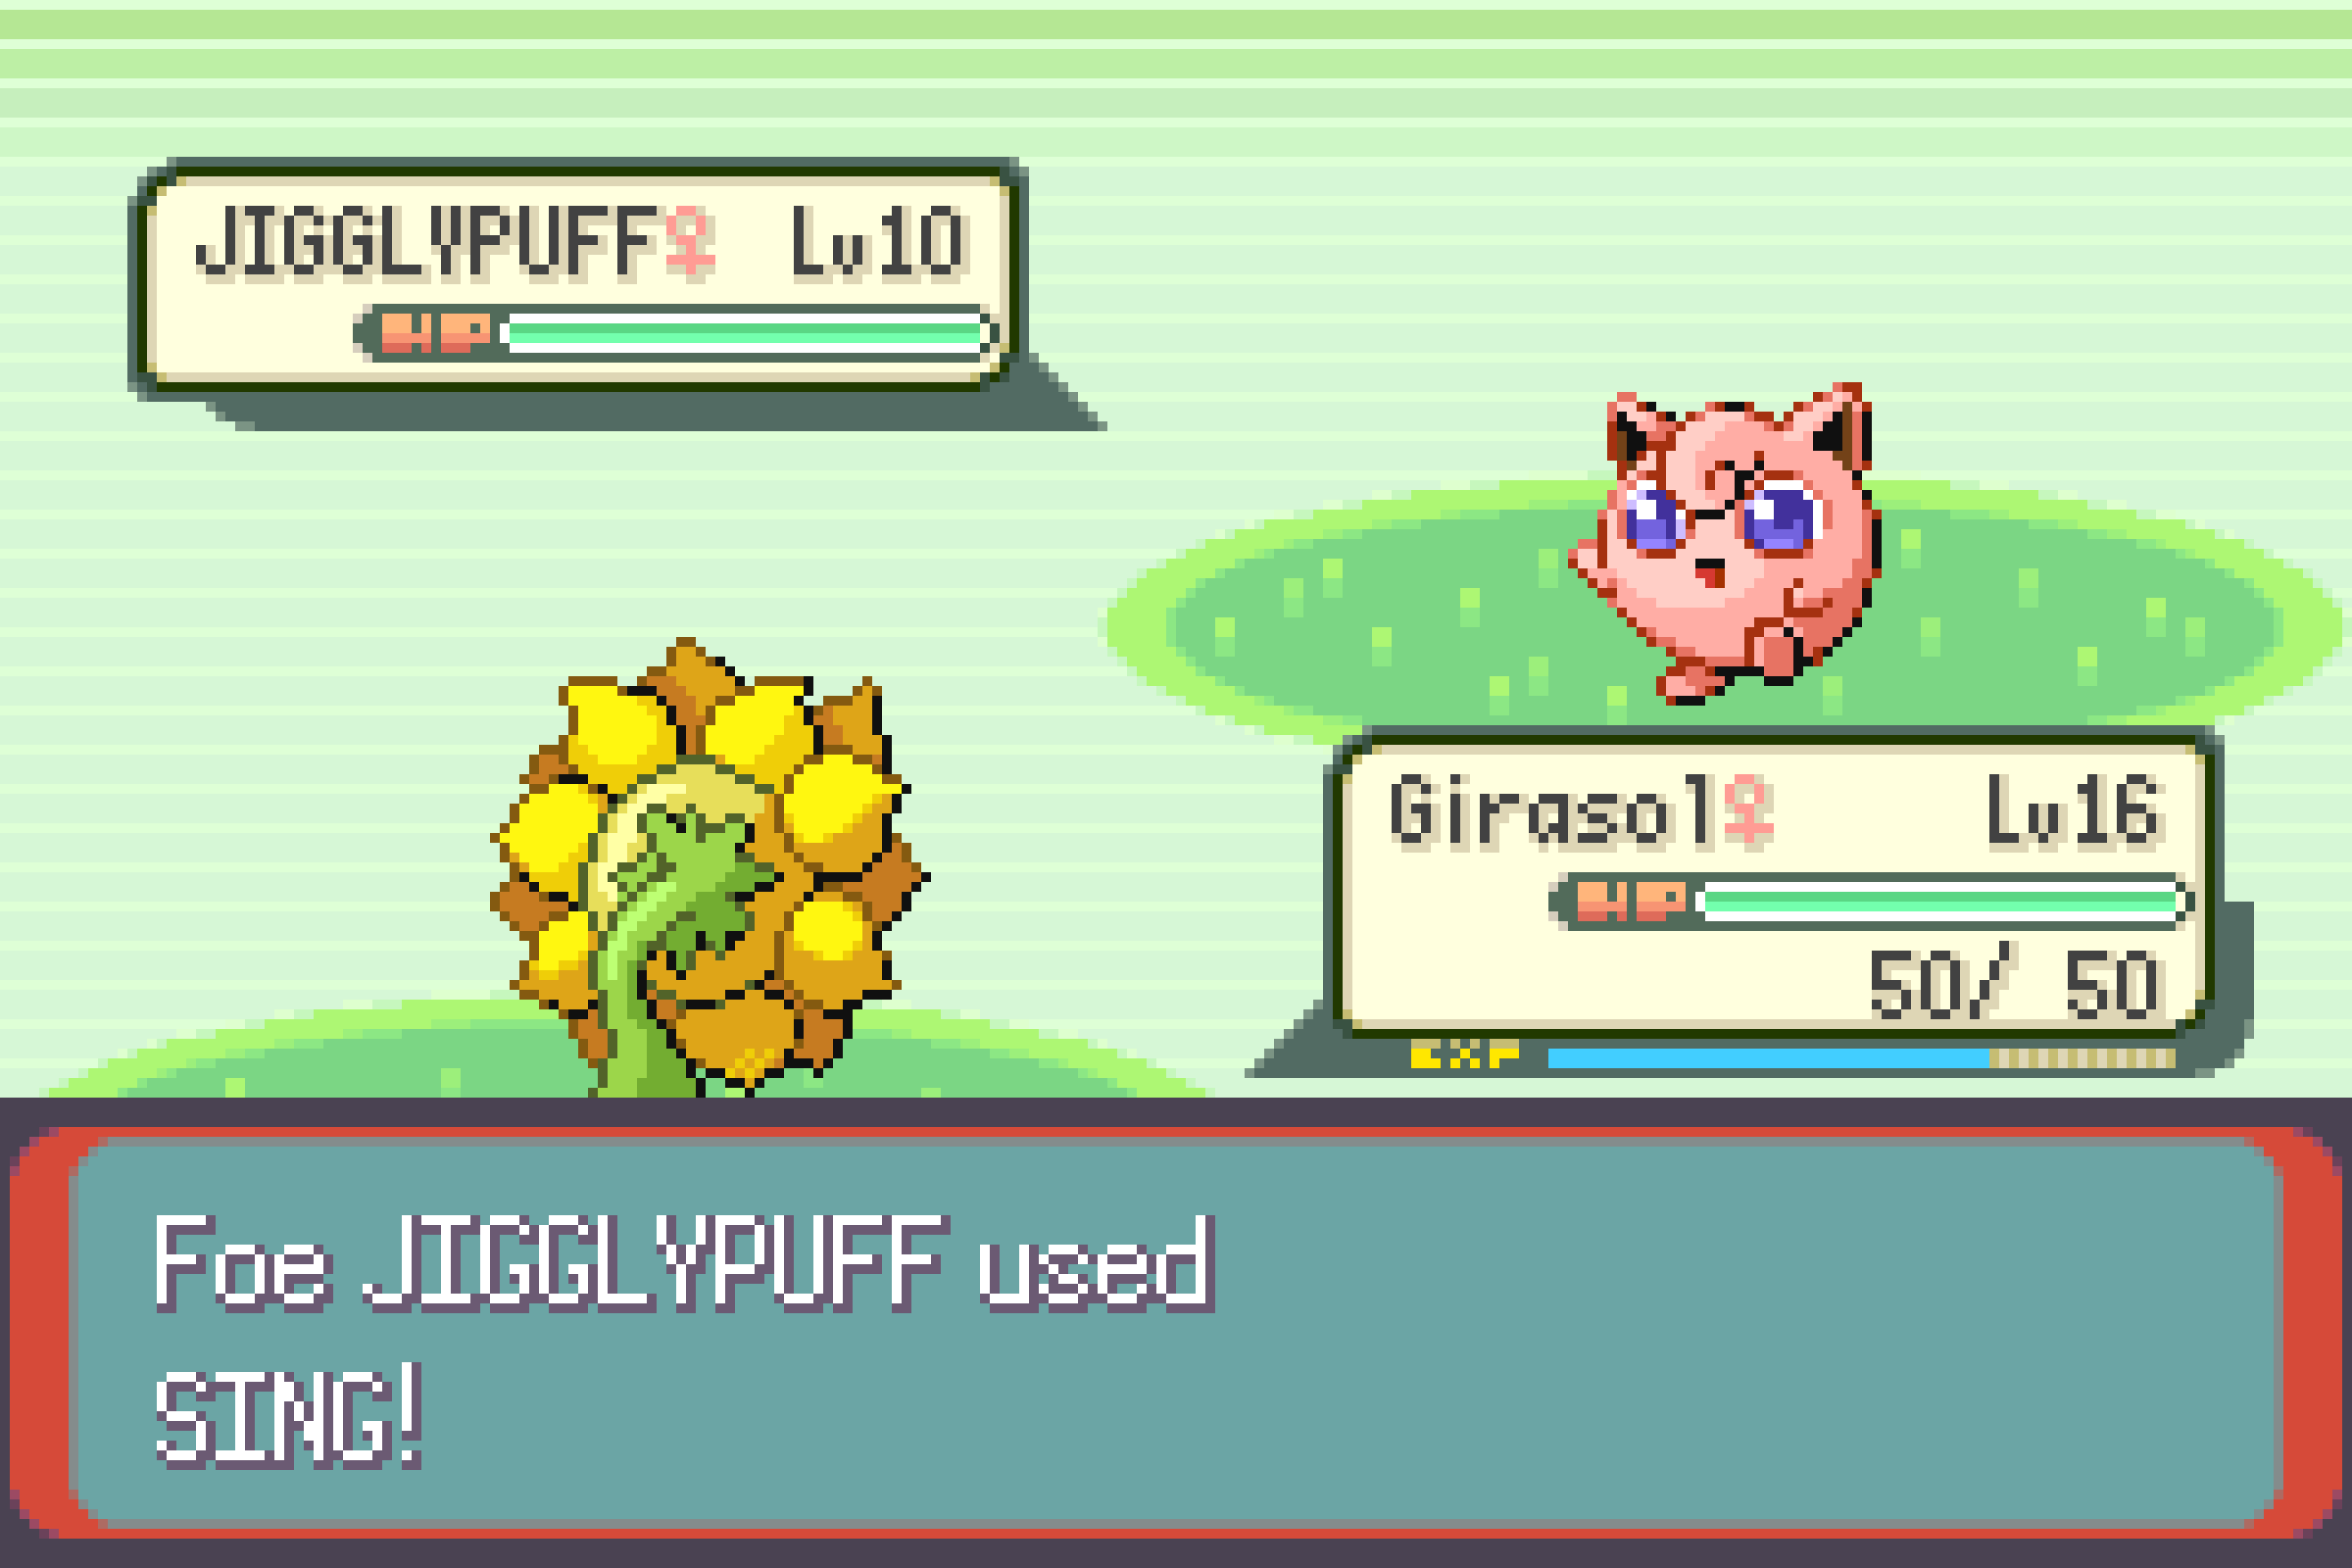 JIGGLYPUFF♀ Lv10
HP
Girasol♀ Lv16
HP
50/ 50
EXP
Foe JIGGLYPUFF used
SING!